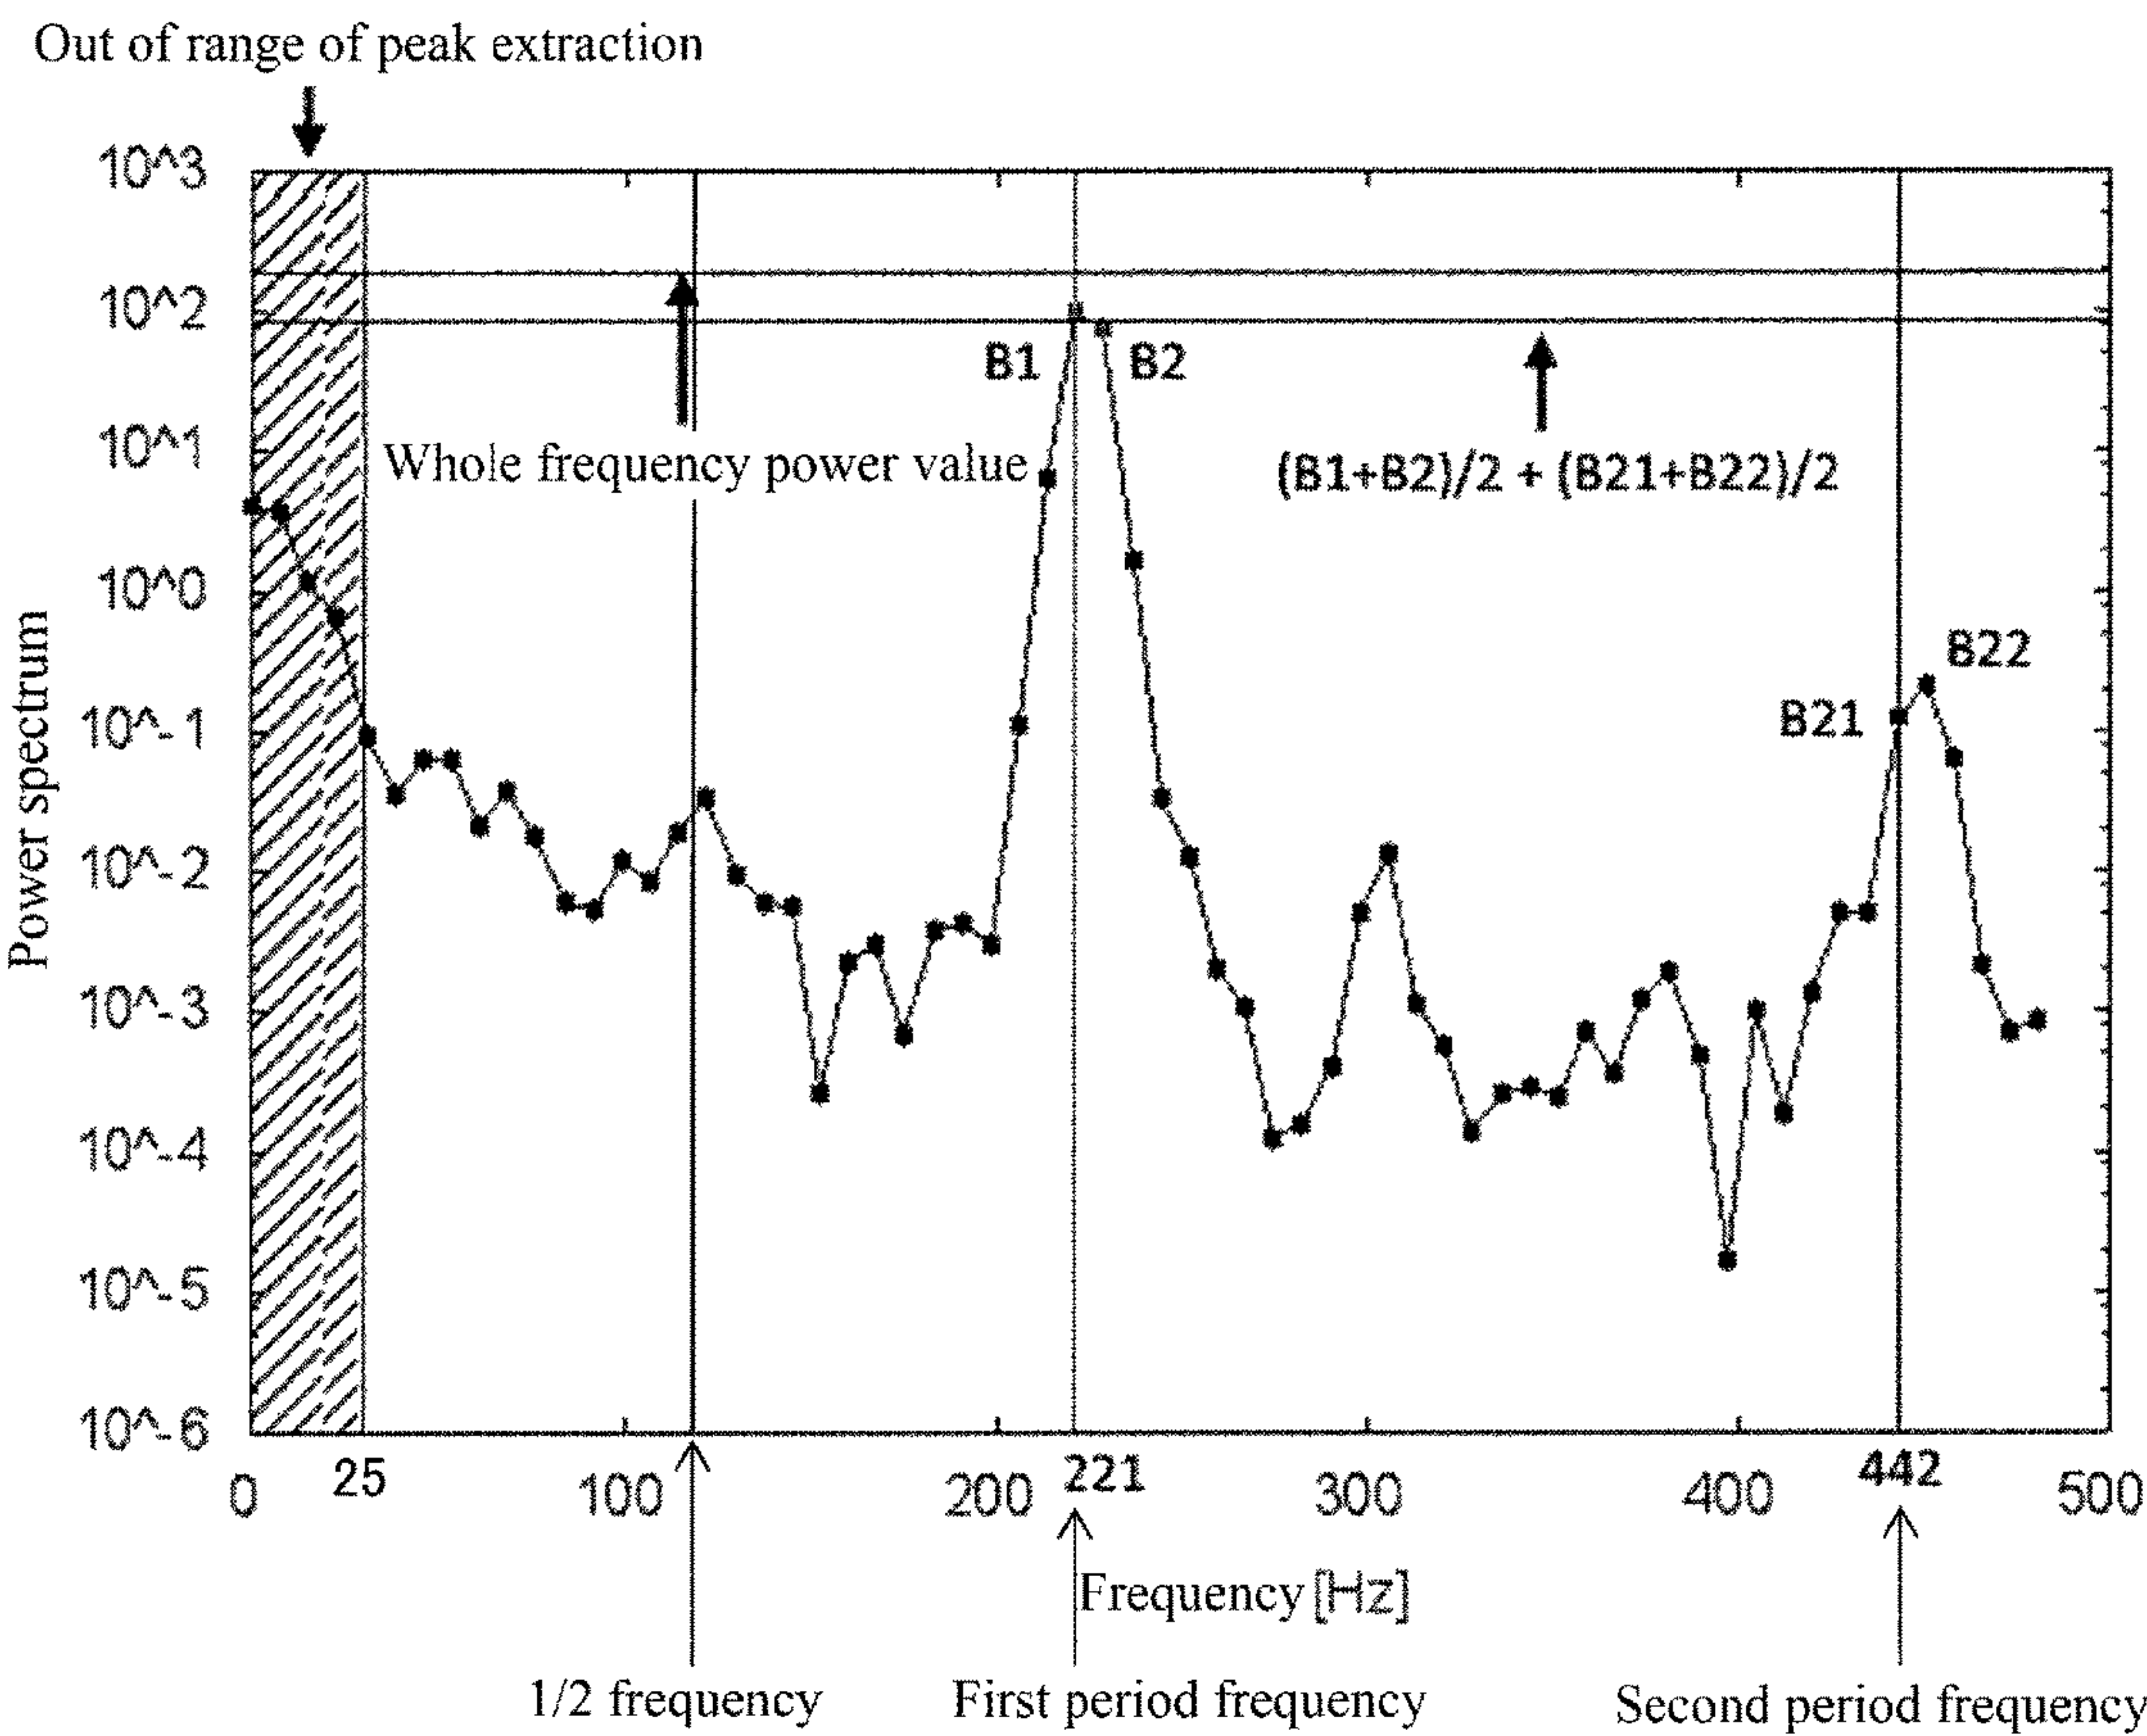 Out of range of peak extraction
10^3
10^2
B1
B2
10^1
Whole frequency power value
(B1+B2)/2 + (B21+B22)/2
10^0
B22
10^-1
B21
10^-2
Power spectrum
10^-3
10^-4
10^-5
10^-6
0 25 100 200 221 300 400 442 500
Frequency [Hz]
1/2 frequency First period frequency Second period frequency